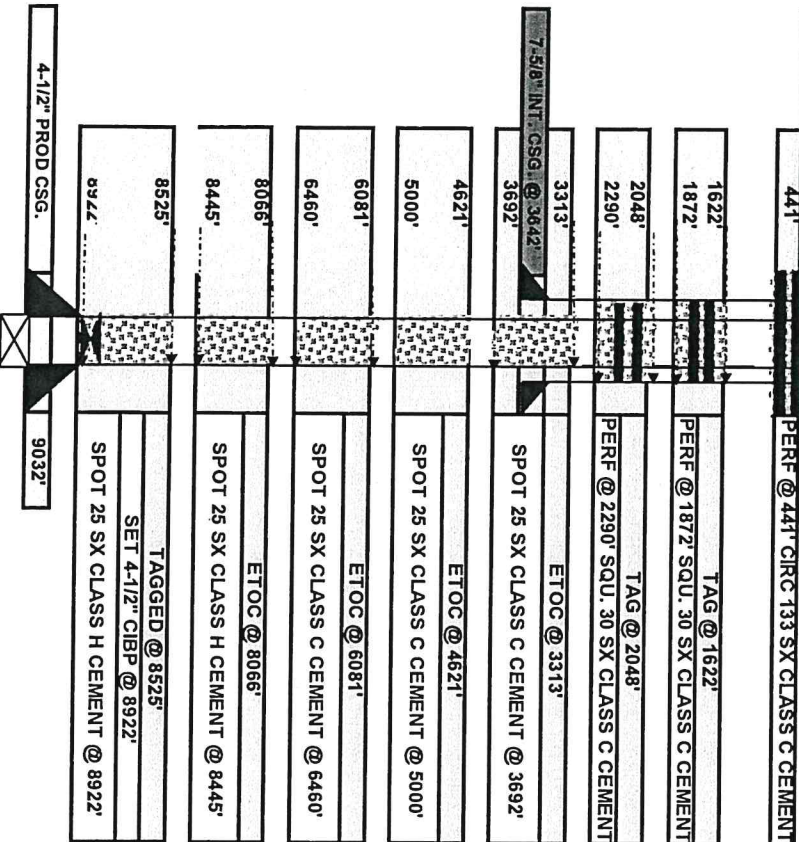 441'
PERF @ 441' CIRC 133 SX CLASS C CEMENT
1622'
1872'
TAG @ 1622'
PERF @ 1872' SQU. 30 SX CLASS C CEMENT
2048'
2290'
TAG @ 2048'
PERF @ 2290' SQU. 30 SX CLASS C CEMENT
3313'
7-5/8" INT. CSG. @ 3642'
3692'
ETOC @ 3313'
SPOT 25 SX CLASS C CEMENT @ 3692'
4621'
5000'
ETOC @ 4621'
SPOT 25 SX CLASS C CEMENT @ 5000'
6081'
6460'
ETOC @ 6081'
SPOT 25 SX CLASS C CEMENT @ 6460'
8066'
8445'
ETOC @ 8066'
SPOT 25 SX CLASS H CEMENT @ 8445'
8525'
8922'
TAGGED @ 8525'
SET 4-1/2" CIBP @ 8922'
SPOT 25 SX CLASS H CEMENT @ 8922'
4-1/2" PROD CSG.
9032'